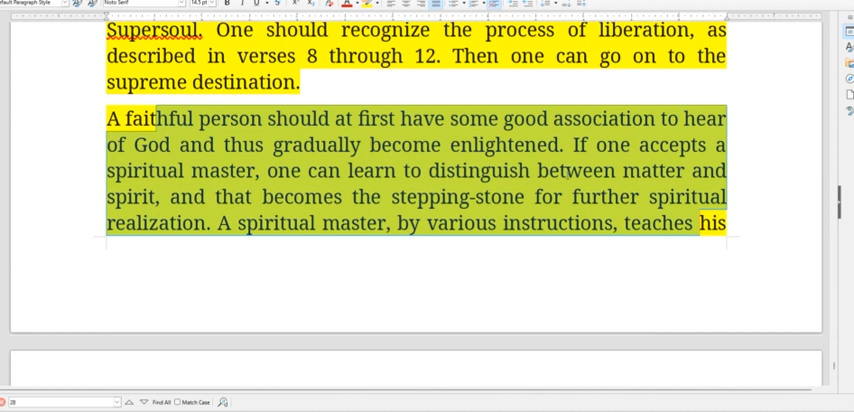 Default Paragraph Style
Noto Serif
14.5 pt
Supersoul. One should recognize the process of liberation, as
described in verses 8 through 12. Then one can go on to the
supreme destination.
A faithful person should at first have some good association to hear
of God and thus gradually become enlightened. If one accepts a
spiritual master, one can learn to distinguish between matter and
spirit, and that becomes the stepping-stone for further spiritual
realization. A spiritual master, by various instructions, teaches his
28
Find All
Match Case